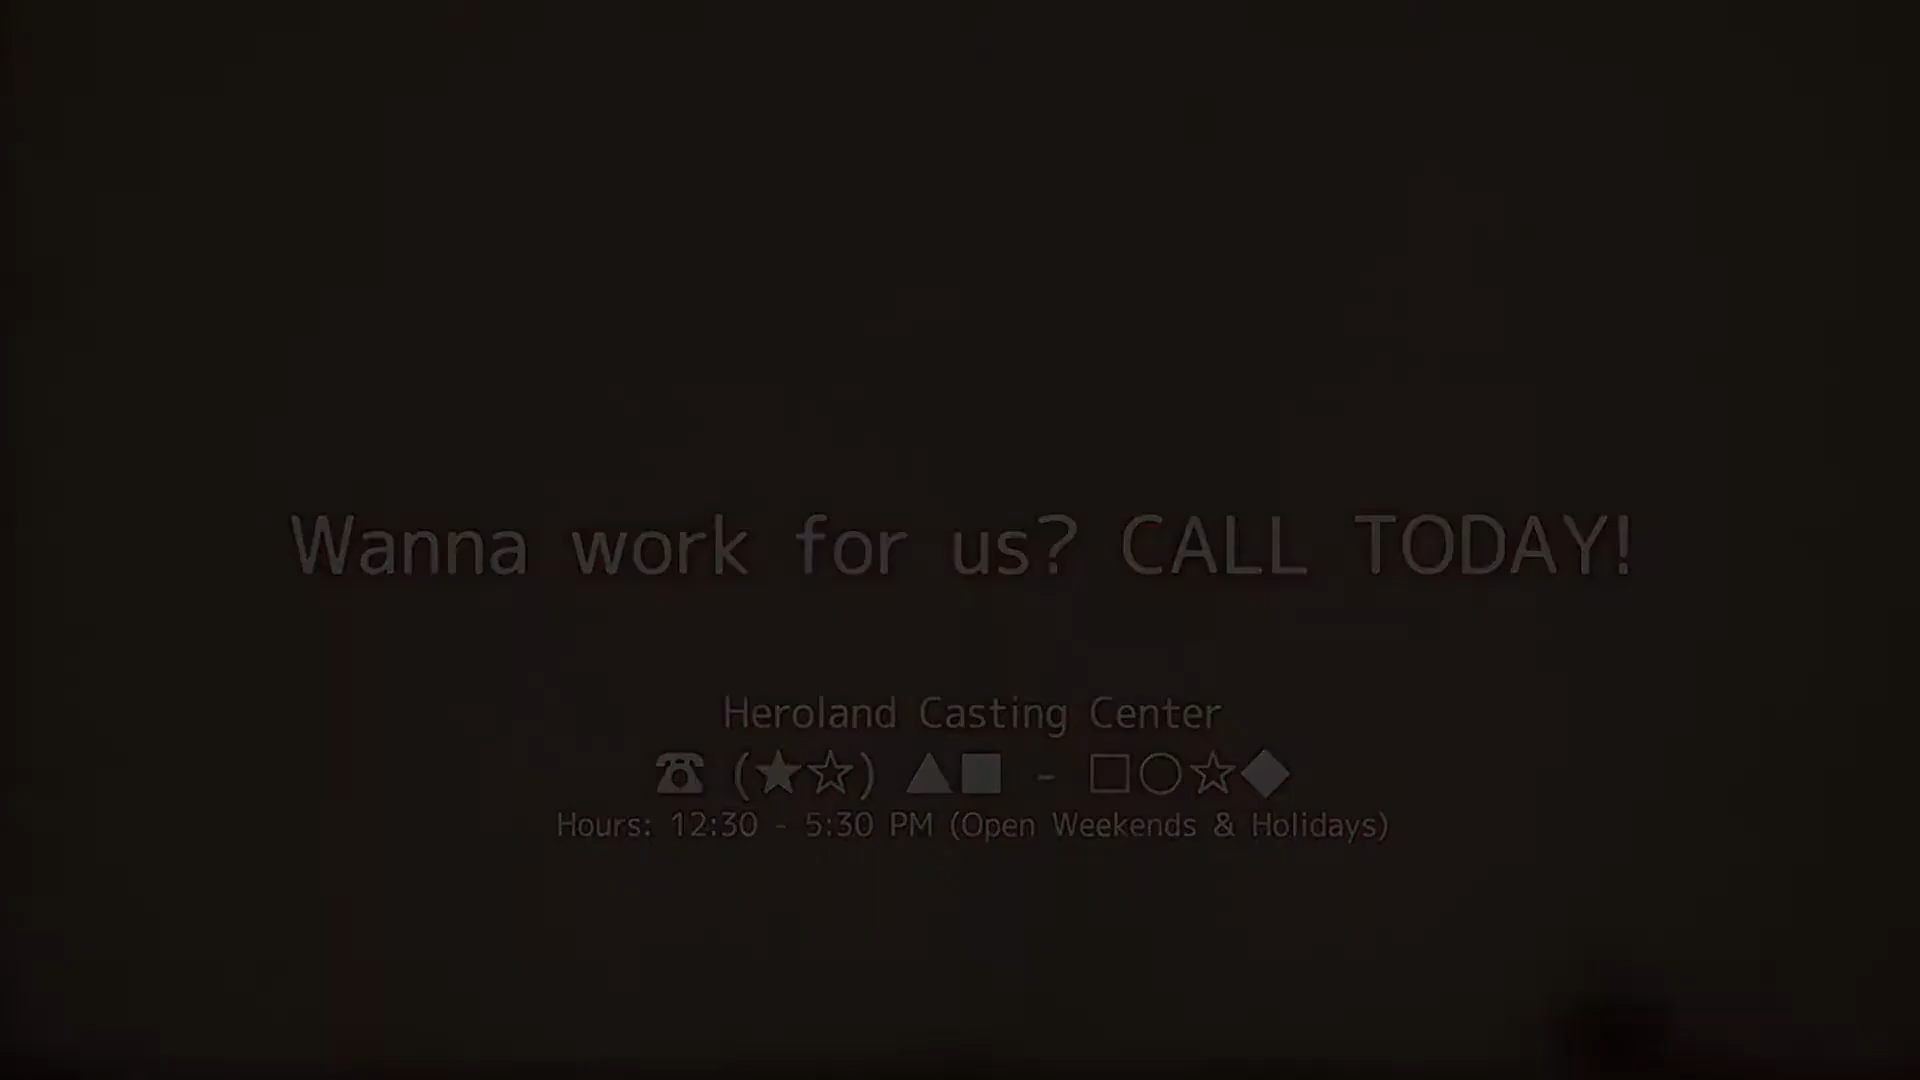 Wanna work for us? CALL TODAY!
Heroland Casting Center
☎ (★☆) ▲■ - □○☆◆
Hours: 12:30 - 5:30 PM (Open Weekends & Holidays)